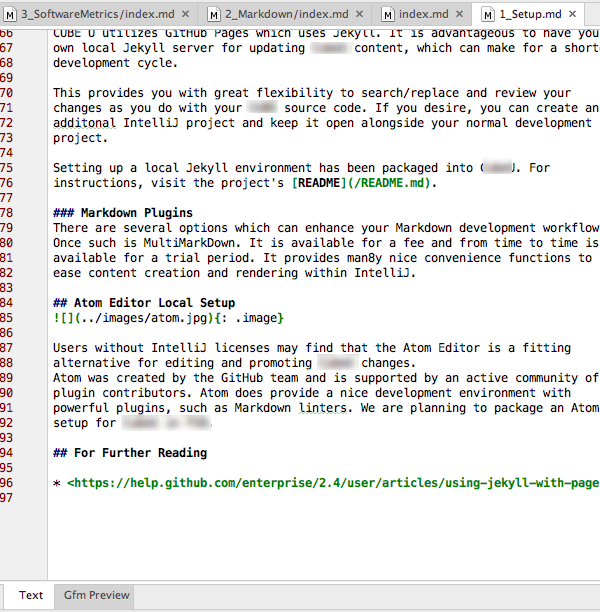 3_SoftwareMetrics/index.md × 2_Markdown/index.md × index.md × 1_Setup.md ×
66 CUBE U utilizes GitHub Pages which uses Jekyll. It is advantageous to have you
67 own local Jekyll server for updating content, which can make for a short
68 development cycle.
69
70 This provides you with great flexibility to search/replace and review your
71 changes as you do with your source code. If you desire, you can create an
72 additonal IntelliJ project and keep it open alongside your normal development
73 project.
74
75 Setting up a local Jekyll environment has been packaged into For
76 instructions, visit the project's [README](/README.md).
77
78 ### Markdown Plugins
79 There are several options which can enhance your Markdown development workflow
80 Once such is MultiMarkDown. It is available for a fee and from time to time is
81 available for a trial period. It provides man8y nice convenience functions to
82 ease content creation and rendering within IntelliJ.
83
84 ## Atom Editor Local Setup
85 ![](../images/atom.jpg){: .image}
86
87 Users without IntelliJ licenses may find that the Atom Editor is a fitting
88 alternative for editing and promoting changes.
89 Atom was created by the GitHub team and is supported by an active community of
90 plugin contributors. Atom does provide a nice development environment with
91 powerful plugins, such as Markdown linters. We are planning to package an Atom
92 setup for .
93
94 ## For Further Reading
95
96 * <https://help.github.com/enterprise/2.4/user/articles/using-jekyll-with-page
97
Text Gfm Preview